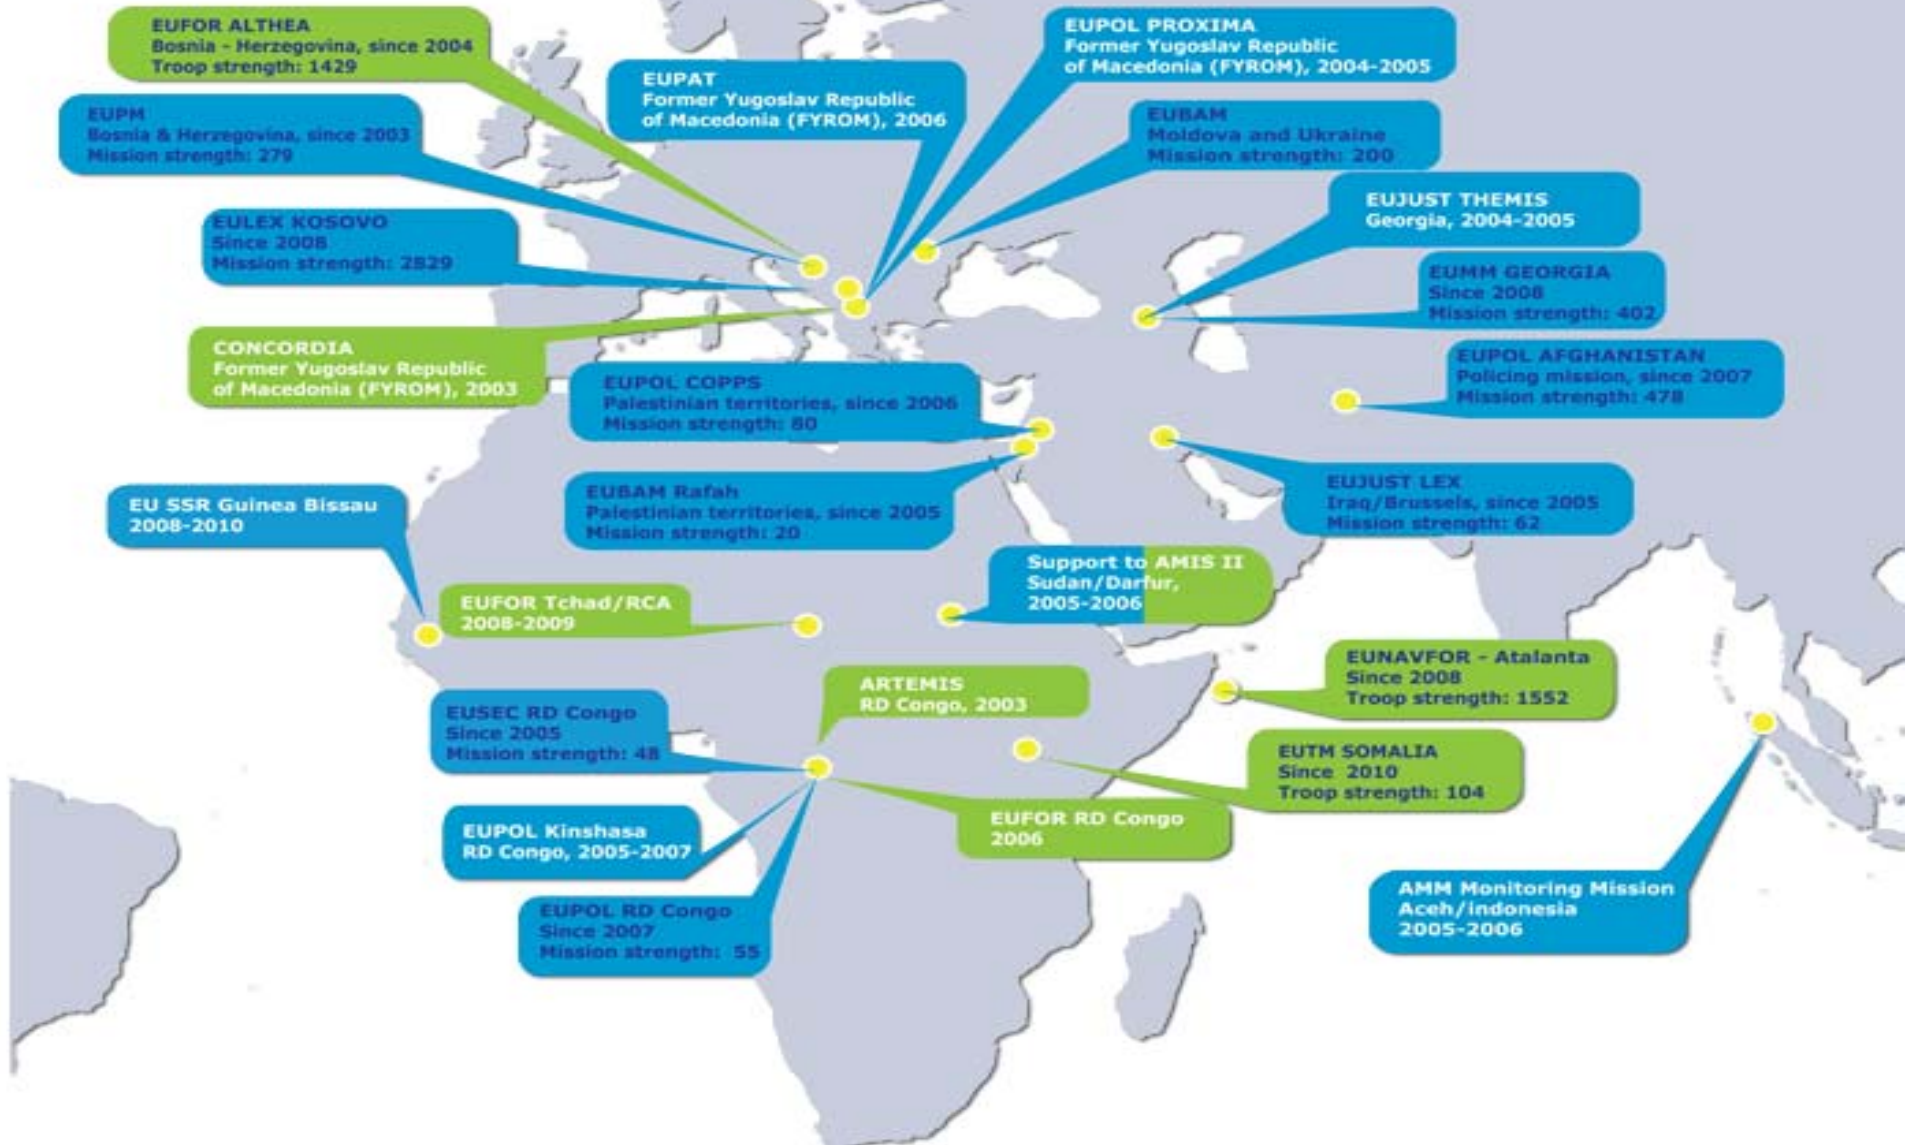 EUFOR ALTHEA
Bosnia - Herzegovina, since 2004
Troop strength: 1429
EUPM
Bosnia & Herzegovina, since 2003
Mission strength: 279
EULEX KOSOVO
Since 2008
Mission strength: 2829
CONCORDIA
Former Yugoslav Republic
of Macedonia (FYROM), 2003
EUPAT
Former Yugoslav Republic
of Macedonia (FYROM), 2006
EUPOL PROXIMA
Former Yugoslav Republic
of Macedonia (FYROM), 2004-2005
EUBAM
Moldova and Ukraine
Mission strength: 200
EUJUST THEMIS
Georgia, 2004-2005
EUMM GEORGIA
Since 2008
Mission strength: 402
EUPOL AFGHANISTAN
Policing mission, since 2007
Mission strength: 478
EUPOL COPPS
Palestinian territories, since 2006
Mission strength: 80
EUBAM Rafah
Palestinian territories, since 2005
Mission strength: 20
EUJUST LEX
Iraq/Brussels, since 2005
Mission strength: 62
EU SSR Guinea Bissau
2008-2010
EUFOR Tchad/RCA
2008-2009
Support to AMIS II
Sudan/Darfur,
2005-2006
ARTEMIS
RD Congo, 2003
EUNAVFOR - Atalanta
Since 2008
Troop strength: 1552
EUSEC RD Congo
Since 2005
Mission strength: 48
EUTM SOMALIA
Since 2010
Troop strength: 104
EUPOL Kinshasa
RD Congo, 2005-2007
EUFOR RD Congo
2006
EUPOL RD Congo
Since 2007
Mission strength: 55
AMM Monitoring Mission
Aceh/indonesia
2005-2006